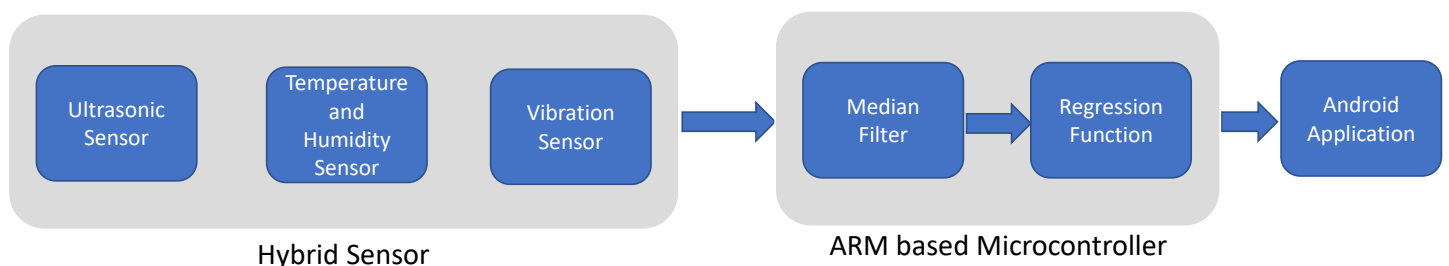 Ultrasonic
Sensor
Temperature
and
Humidity
Sensor
Vibration
Sensor
Median
Filter
Regression
Function
Android
Application
Hybrid Sensor
ARM based Microcontroller